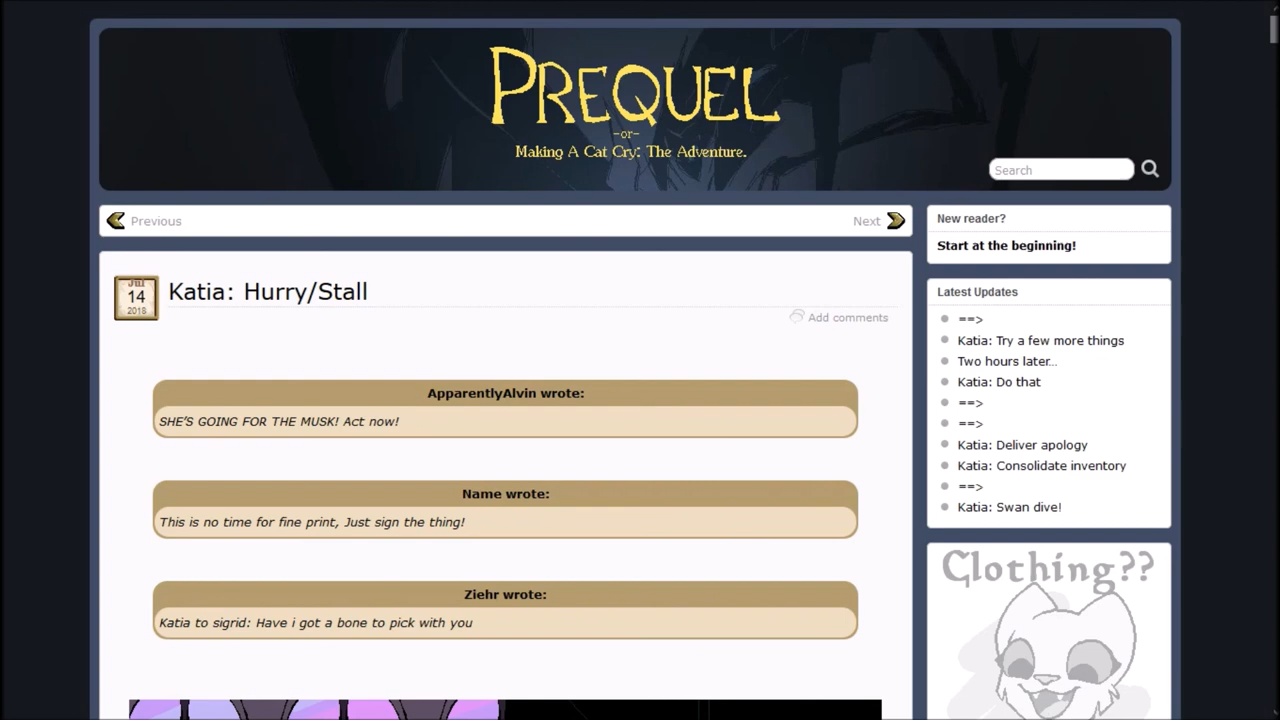 PREQUEL
-or-
Making A Cat Cry: The Adventure.
Search
Previous
Next
Jul
14
2018
Katia: Hurry/Stall
Add comments
ApparentlyAlvin wrote:
SHE'S GOING FOR THE MUSK! Act now!
Name wrote:
This is no time for fine print, Just sign the thing!
Ziehr wrote:
Katia to sigrid: Have i got a bone to pick with you
New reader?
Start at the beginning!
Latest Updates
==>
Katia: Try a few more things
Two hours later...
Katia: Do that
==>
==>
Katia: Deliver apology
Katia: Consolidate inventory
==>
Katia: Swan dive!
Clothing??